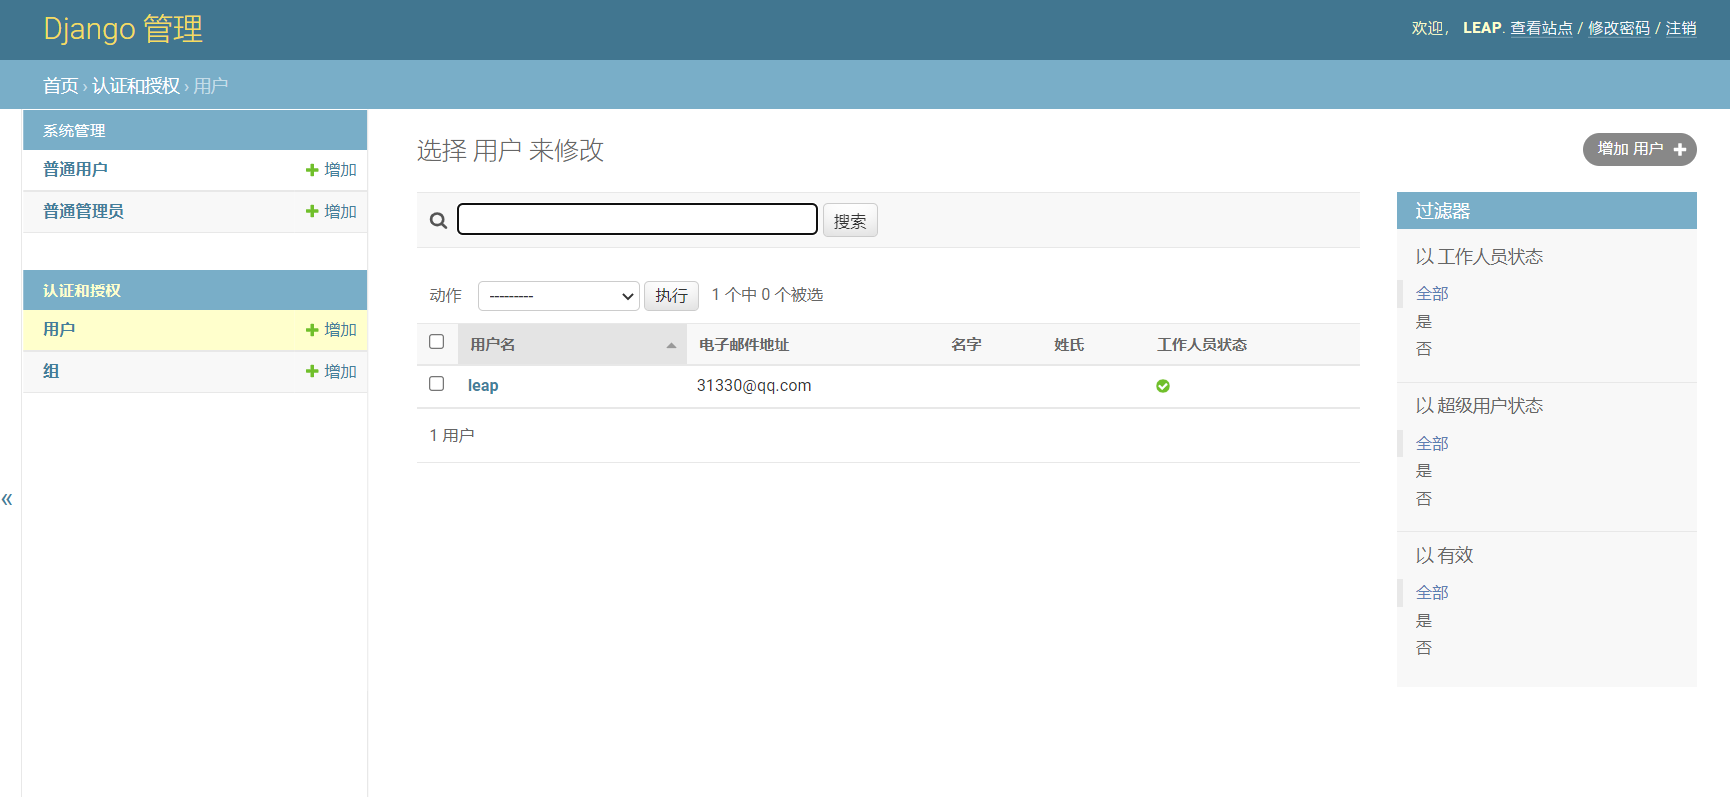 Django 管理
欢迎， LEAP. 查看站点 / 修改密码 / 注销
首页 › 认证和授权 › 用户
系统管理
普通用户 增加
普通管理员 增加
认证和授权
用户 增加
组 增加
«
选择 用户 来修改
增加 用户
搜索
动作 --------- 执行 1 个中 0 个被选
用户名 电子邮件地址 名字 姓氏 工作人员状态
leap 31330@qq.com
1 用户
过滤器
以 工作人员状态
全部
是
否
以 超级用户状态
全部
是
否
以 有效
全部
是
否